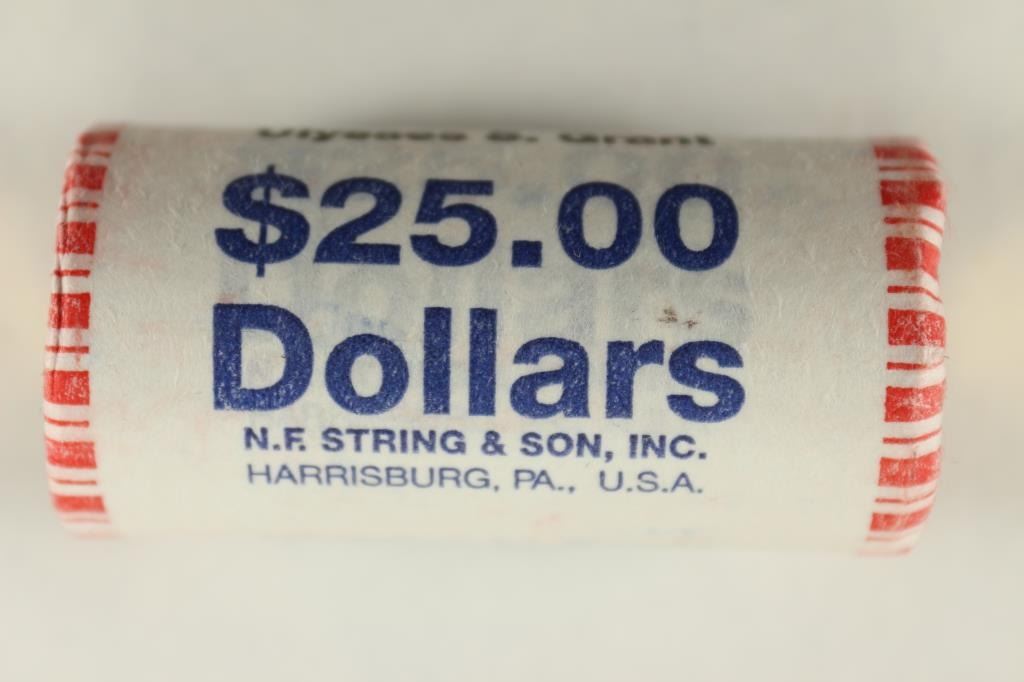 Ulysses S. Grant
$25.00
Dollars
N.F. STRING & SON, INC.
HARRISBURG, PA., U.S.A.